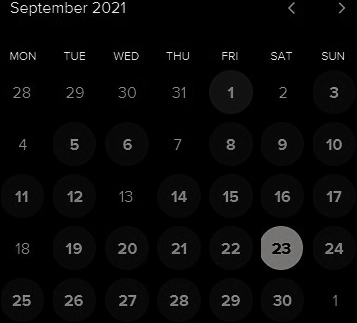 September 2021
MON TUE WED THU FRI SAT SUN
28 29 30 31 1 2 3
4 5 6 7 8 9 10
11 12 13 14 15 16 17
18 19 20 21 22 23 24
25 26 27 28 29 30 1